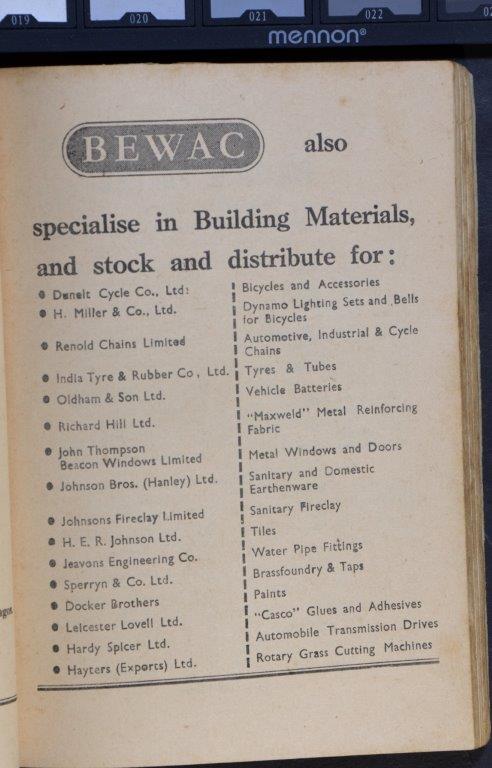 019
020
021
022
mennon®
BEWAC also
specialise in Building Materials,
and stock and distribute for:
• Dunelt Cycle Co., Ltd: Bicycles and Accessories
• H. Miller & Co., Ltd. Dynamo Lighting Sets and Bells
for Bicycles
• Renold Chains Limited Automotive, Industrial & Cycle
Chains
• India Tyre & Rubber Co, Ltd. Tyres & Tubes
• Oldham & Son Ltd. Vehicle Batteries
• Richard Hill Ltd. "Maxweld" Metal Reinforcing
Fabric
• John Thompson
Beacon Windows Limited Metal Windows and Doors
• Johnson Bros. (Hanley) Ltd. Sanitary and Domestic
Earthenware
• Johnsons Fireclay Limited Sanitary Fireclay
• H. E. R. Johnson Ltd. Tiles
• Jeavons Engineering Co. Water Pipe Fittings
• Sperryn & Co. Ltd. Brassfoundry & Taps
• Docker Brothers Paints
• Leicester Lovell Ltd. "Casco" Glues and Adhesives
• Hardy Spicer Ltd. Automobile Transmission Drives
• Hayters (Exports) Ltd. Rotary Grass Cutting Machines